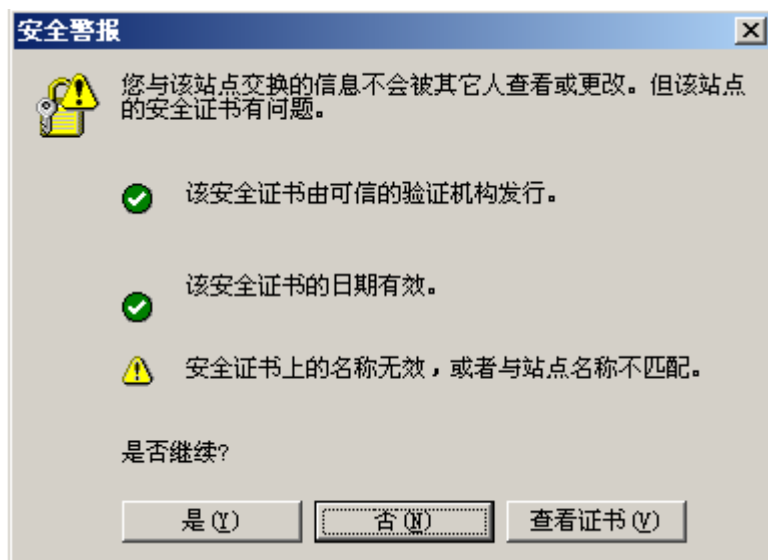 安全警报
您与该站点交换的信息不会被其它人查看或更改。但该站点
的安全证书有问题。
该安全证书由可信的验证机构发行。
该安全证书的日期有效。
安全证书上的名称无效，或者与站点名称不匹配。
是否继续?
是(Y) 否(N) 查看证书(V)